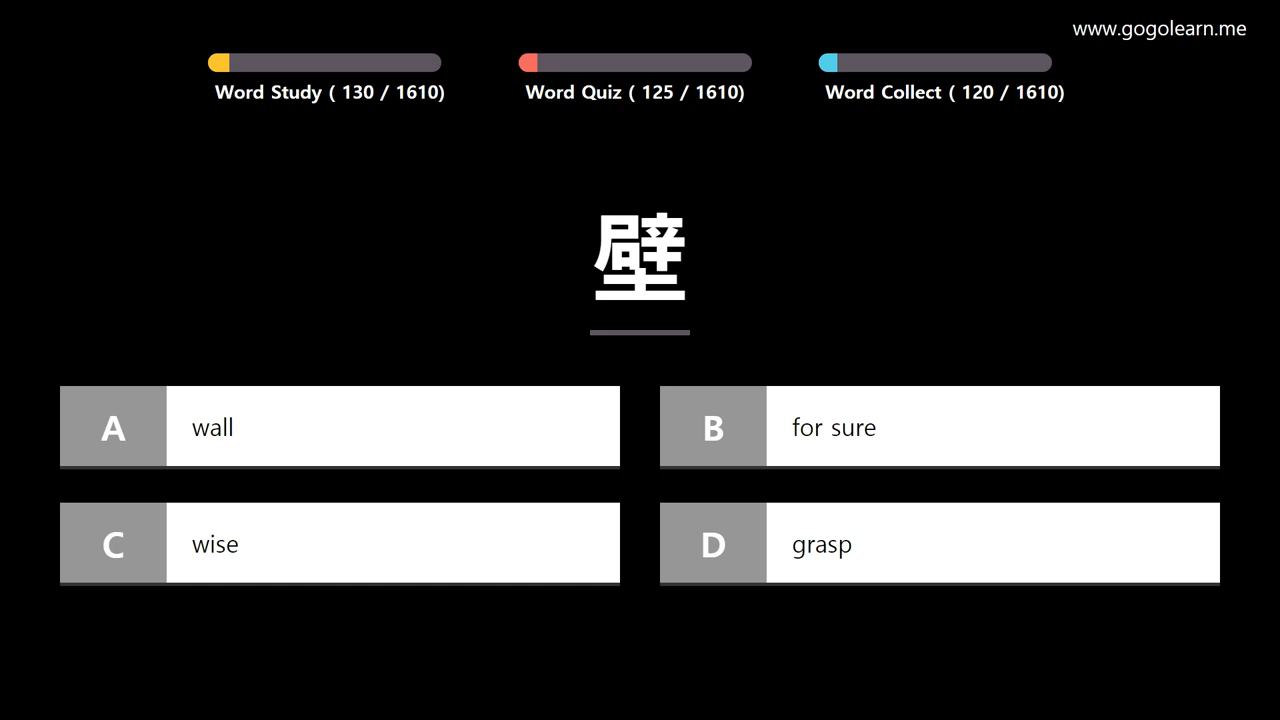 www.gogolearn.me
Word Study ( 130 / 1610)
Word Quiz ( 125 / 1610)
Word Collect ( 120 / 1610)
壁
A wall
B for sure
C wise
D grasp